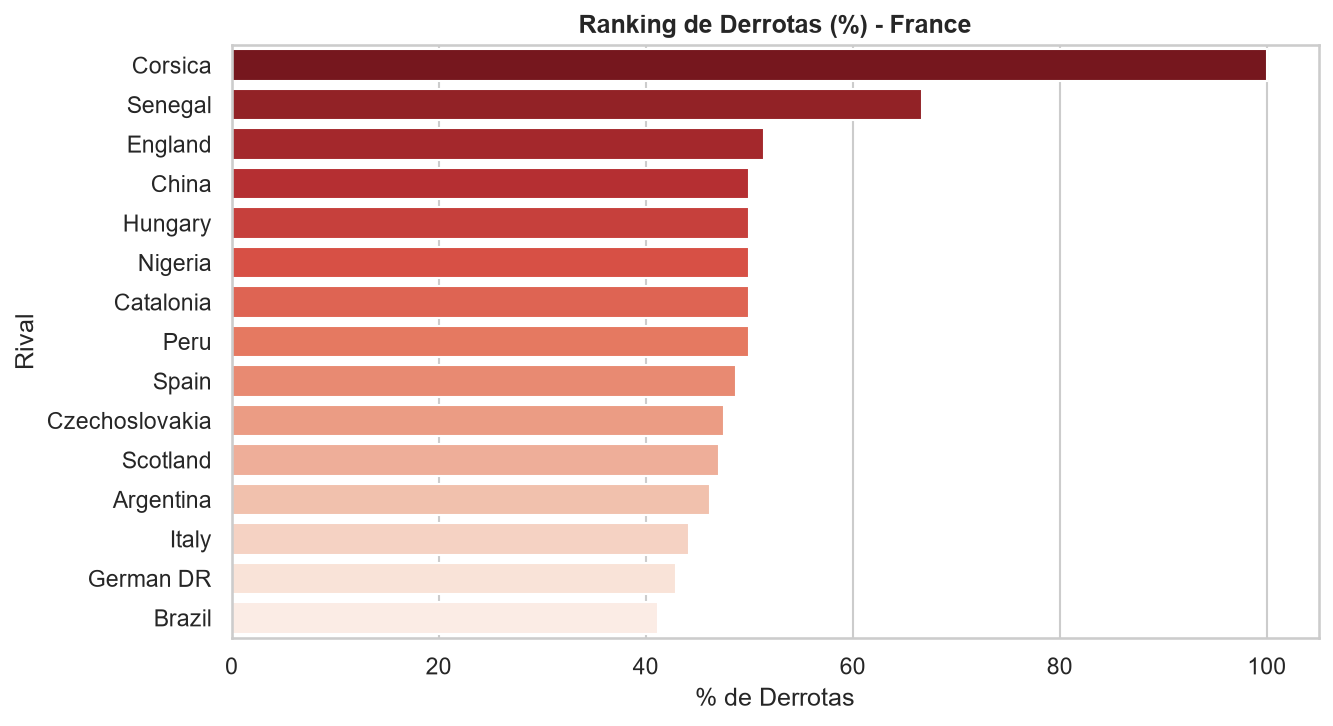 Ranking de Derrotas (%) - France
Corsica
Senegal
England
China
Hungary
Nigeria
Catalonia
Peru
Spain
Czechoslovakia
Scotland
Argentina
Italy
German DR
Brazil
Rival
0 20 40 60 80 100
% de Derrotas